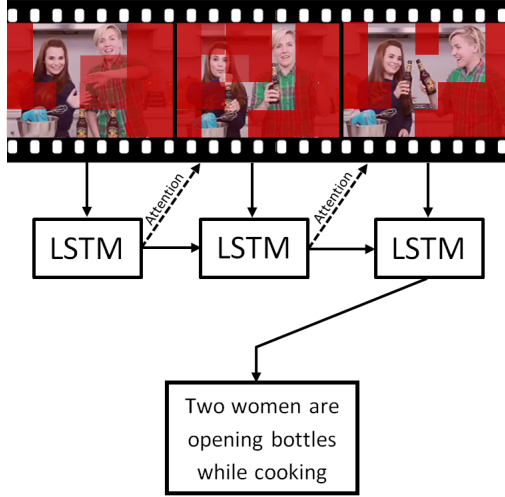 Attention
Attention
LSTM
LSTM
LSTM
Two women are
opening bottles
while cooking